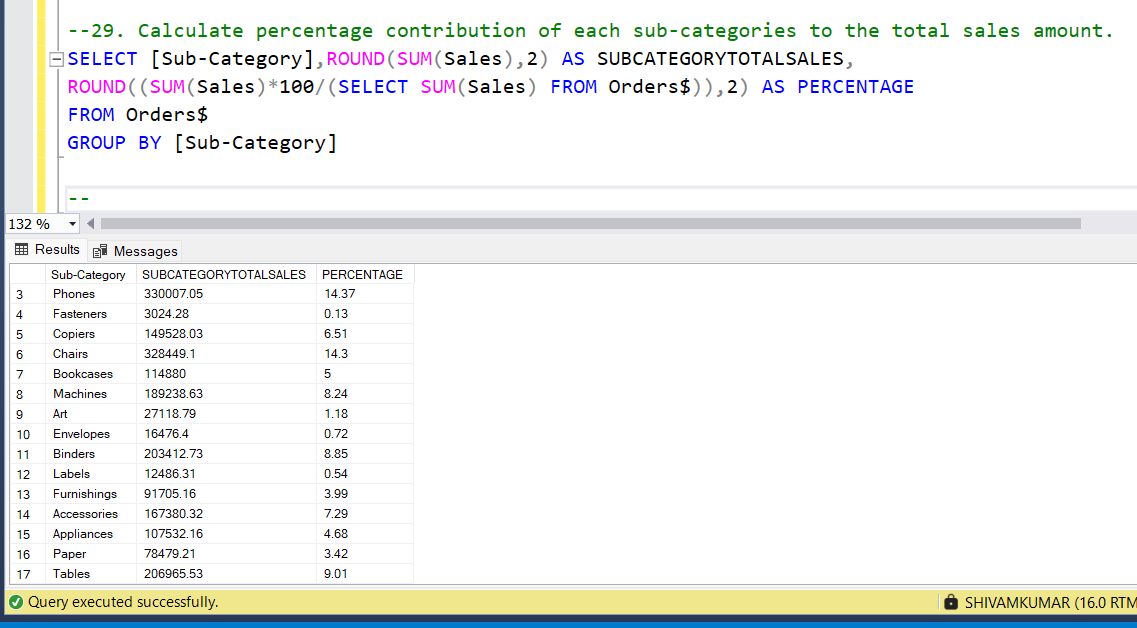 --29. Calculate percentage contribution of each sub-categories to the total sales amount.
SELECT [Sub-Category],ROUND(SUM(Sales),2) AS SUBCATEGORYTOTALSALES,
ROUND((SUM(Sales)*100/(SELECT SUM(Sales) FROM Orders$)),2) AS PERCENTAGE
FROM Orders$
GROUP BY [Sub-Category]
--
132 %
Results Messages
Sub-Category SUBCATEGORYTOTALSALES PERCENTAGE
3 Phones 330007.05 14.37
4 Fasteners 3024.28 0.13
5 Copiers 149528.03 6.51
6 Chairs 328449.1 14.3
7 Bookcases 114880 5
8 Machines 189238.63 8.24
9 Art 27118.79 1.18
10 Envelopes 16476.4 0.72
11 Binders 203412.73 8.85
12 Labels 12486.31 0.54
13 Furnishings 91705.16 3.99
14 Accessories 167380.32 7.29
15 Appliances 107532.16 4.68
16 Paper 78479.21 3.42
17 Tables 206965.53 9.01
Query executed successfully. SHIVAMKUMAR (16.0 RTM